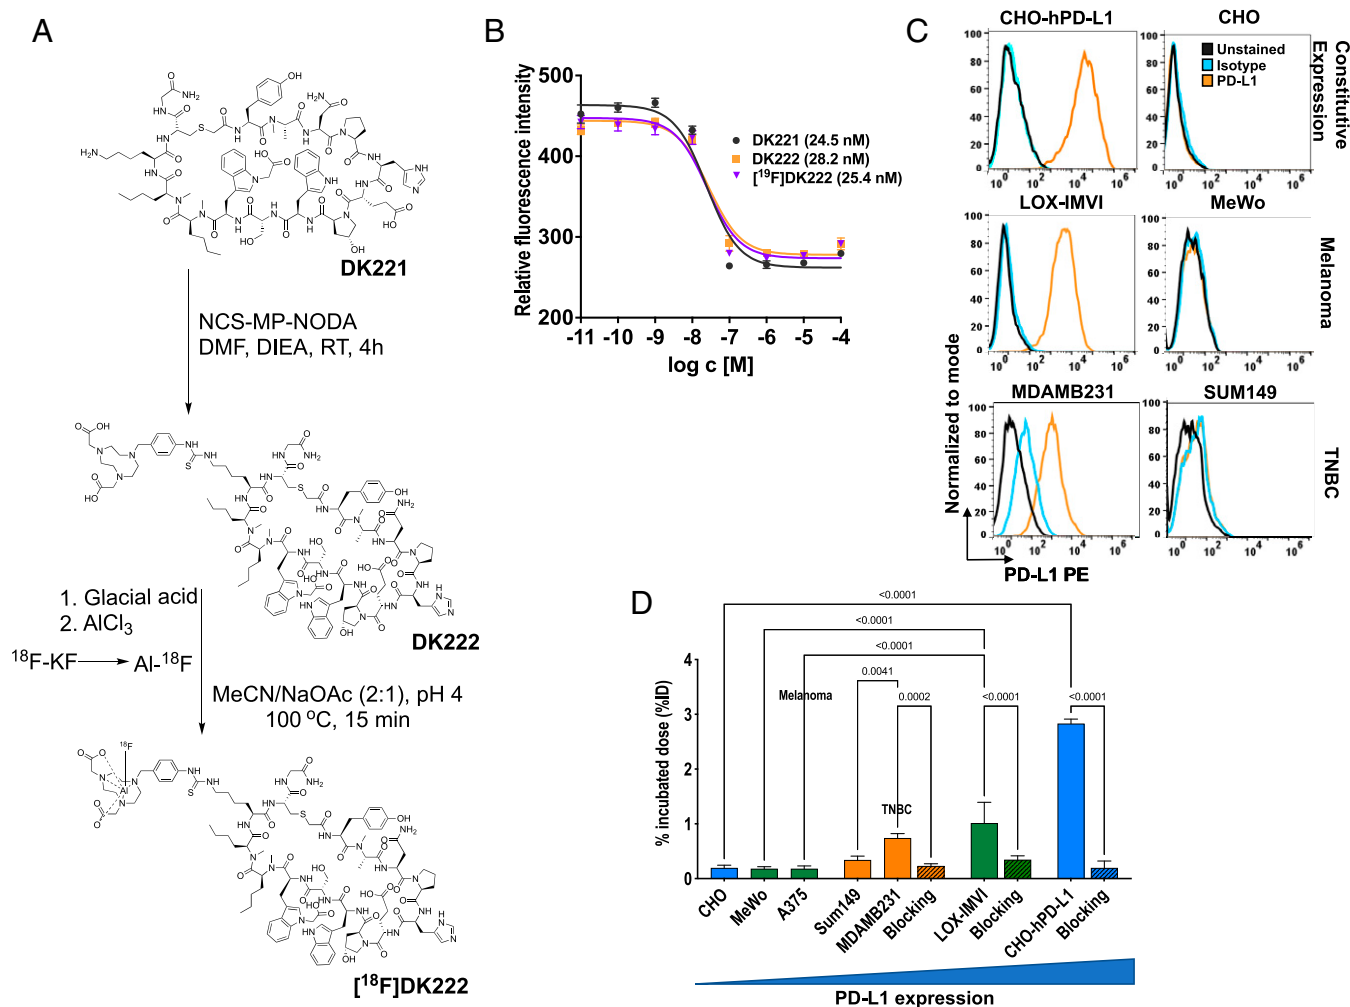 A
DK221
NCS-MP-NODA
DMF, DIEA, RT, 4h
DK222
1. Glacial acid
2. AlCl3
18F-KF
Al-18F
MeCN/NaOAc (2:1), pH 4
100 oC, 15 min
[18F]DK222
B
Relative fluorescence intensity
500
400
300
200
-11 -10 -9 -8 -7 -6 -5 -4
log c [M]
DK221 (24.5 nM)
DK222 (28.2 nM)
[19F]DK222 (25.4 nM)
C
CHO-hPD-L1
CHO
Unstained
Isotype
PD-L1
Constitutive
Expression
LOX-IMVI
MeWo
Melanoma
MDAMB231
SUM149
TNBC
Normalized to mode
PD-L1 PE
D
<0.0001
<0.0001
<0.0001
0.0041
0.0002
<0.0001
<0.0001
Melanoma
TNBC
% incubated dose (%ID)
4
3
2
1
0
CHO
MeWo
A375
Sum149
MDAMB231
Blocking
LOX-IMVI
Blocking
CHO-hPD-L1
Blocking
PD-L1 expression